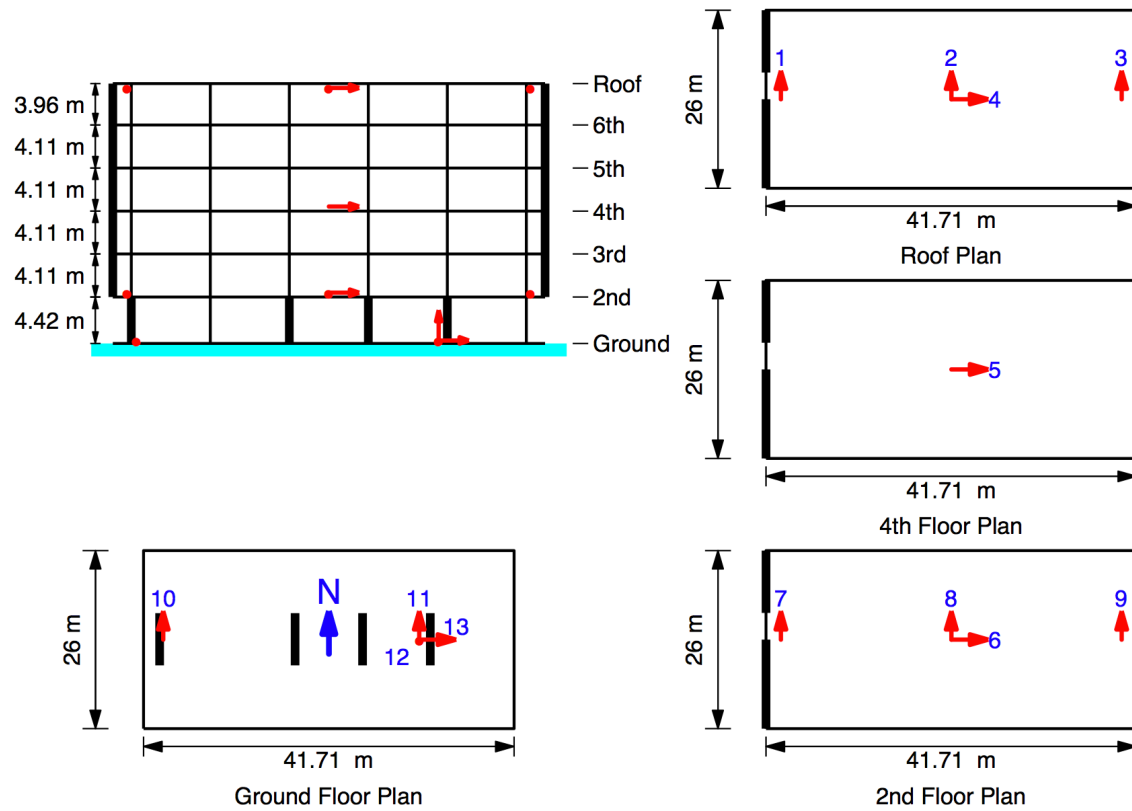 Roof
6th
5th
4th
3rd
2nd
Ground
3.96 m
4.11 m
4.11 m
4.11 m
4.11 m
4.42 m
1
2
3
4
26 m
41.71 m
Roof Plan
5
26 m
41.71 m
4th Floor Plan
10
N
11
13
12
26 m
41.71 m
Ground Floor Plan
7
8
9
6
26 m
41.71 m
2nd Floor Plan